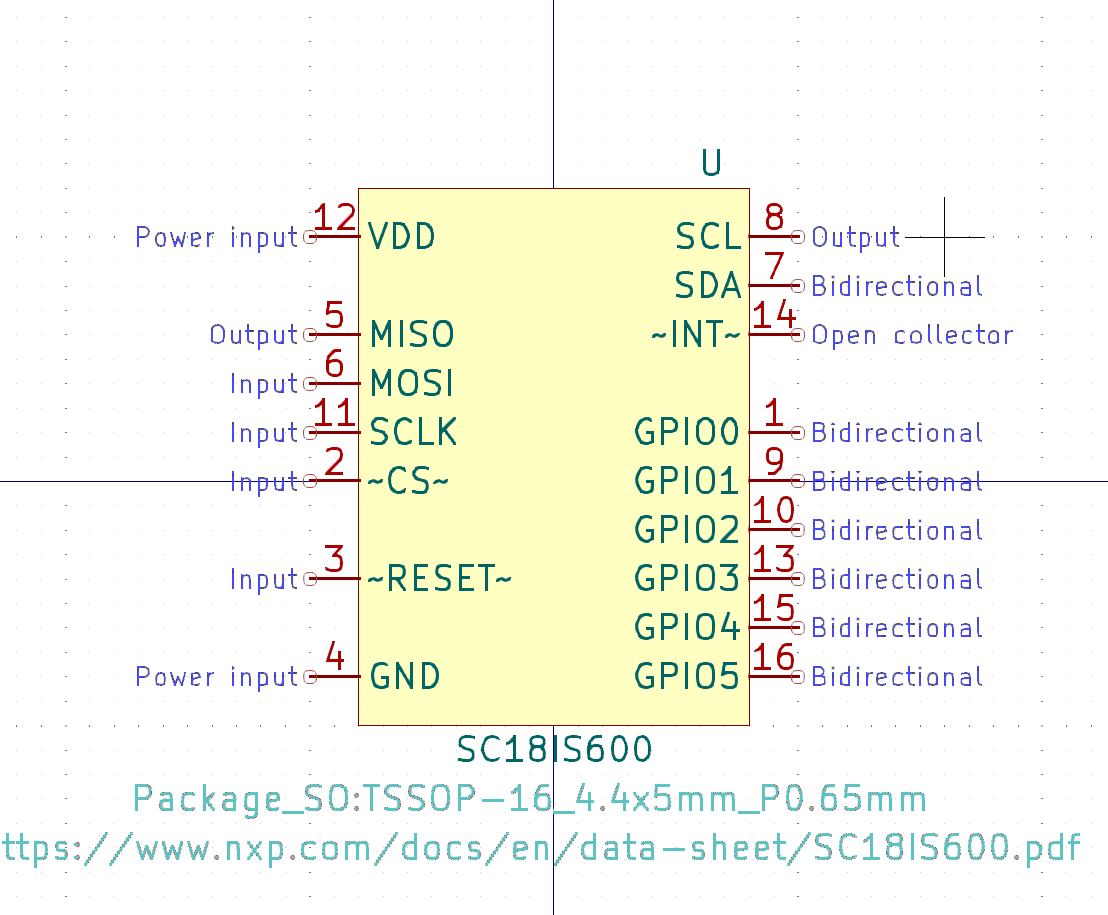 U
Power input 12 VDD SCL 8 Output
SDA 7 Bidirectional
Output 5 MISO ~INT~ 14 Open collector
Input 6 MOSI
Input 11 SCLK GPIO0 1 Bidirectional
Input 2 ~CS~ GPIO1 9 Bidirectional
GPIO2 10 Bidirectional
Input 3 ~RESET~ GPIO3 13 Bidirectional
GPIO4 15 Bidirectional
Power input 4 GND GPIO5 16 Bidirectional
SC18IS600
Package_SO:TSSOP-16_4.4x5mm_P0.65mm
ttps://www.nxp.com/docs/en/data-sheet/SC18IS600.pdf